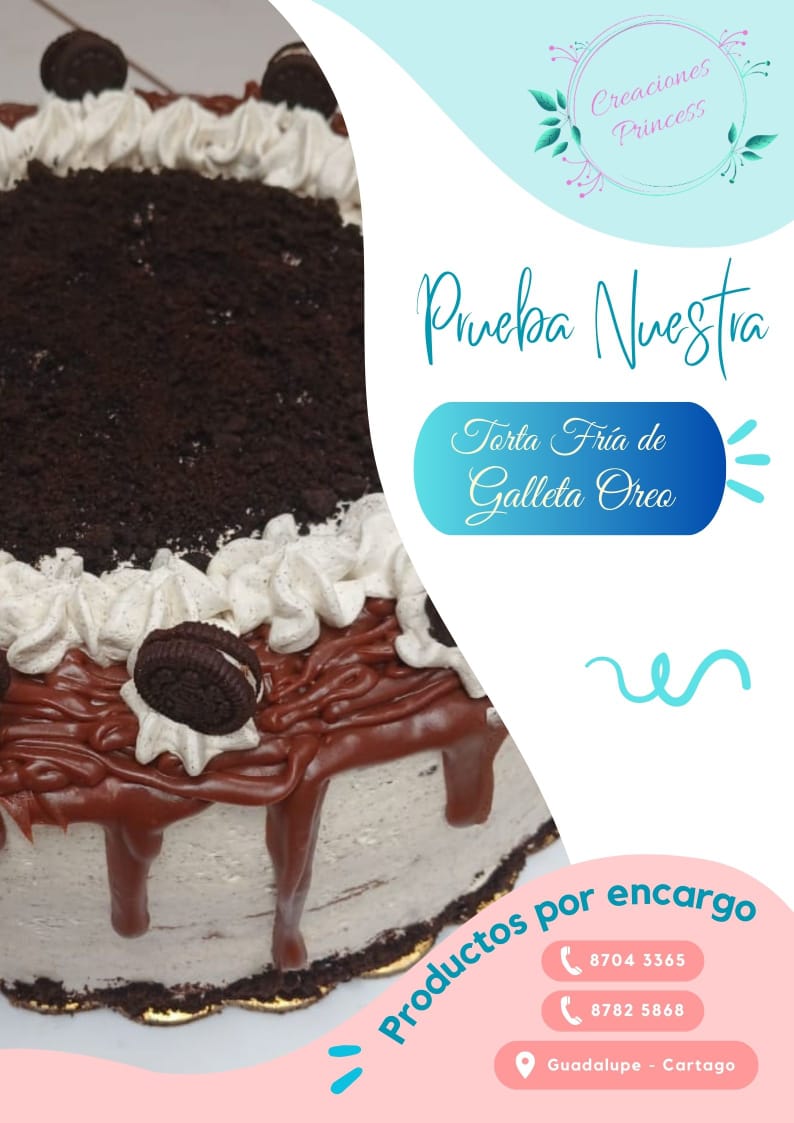 Creaciones
Princess
Prueba Nuestra
Torta Fría de
Galleta Oreo
Productos por encargo
8704 3365
8782 5868
Guadalupe - Cartago